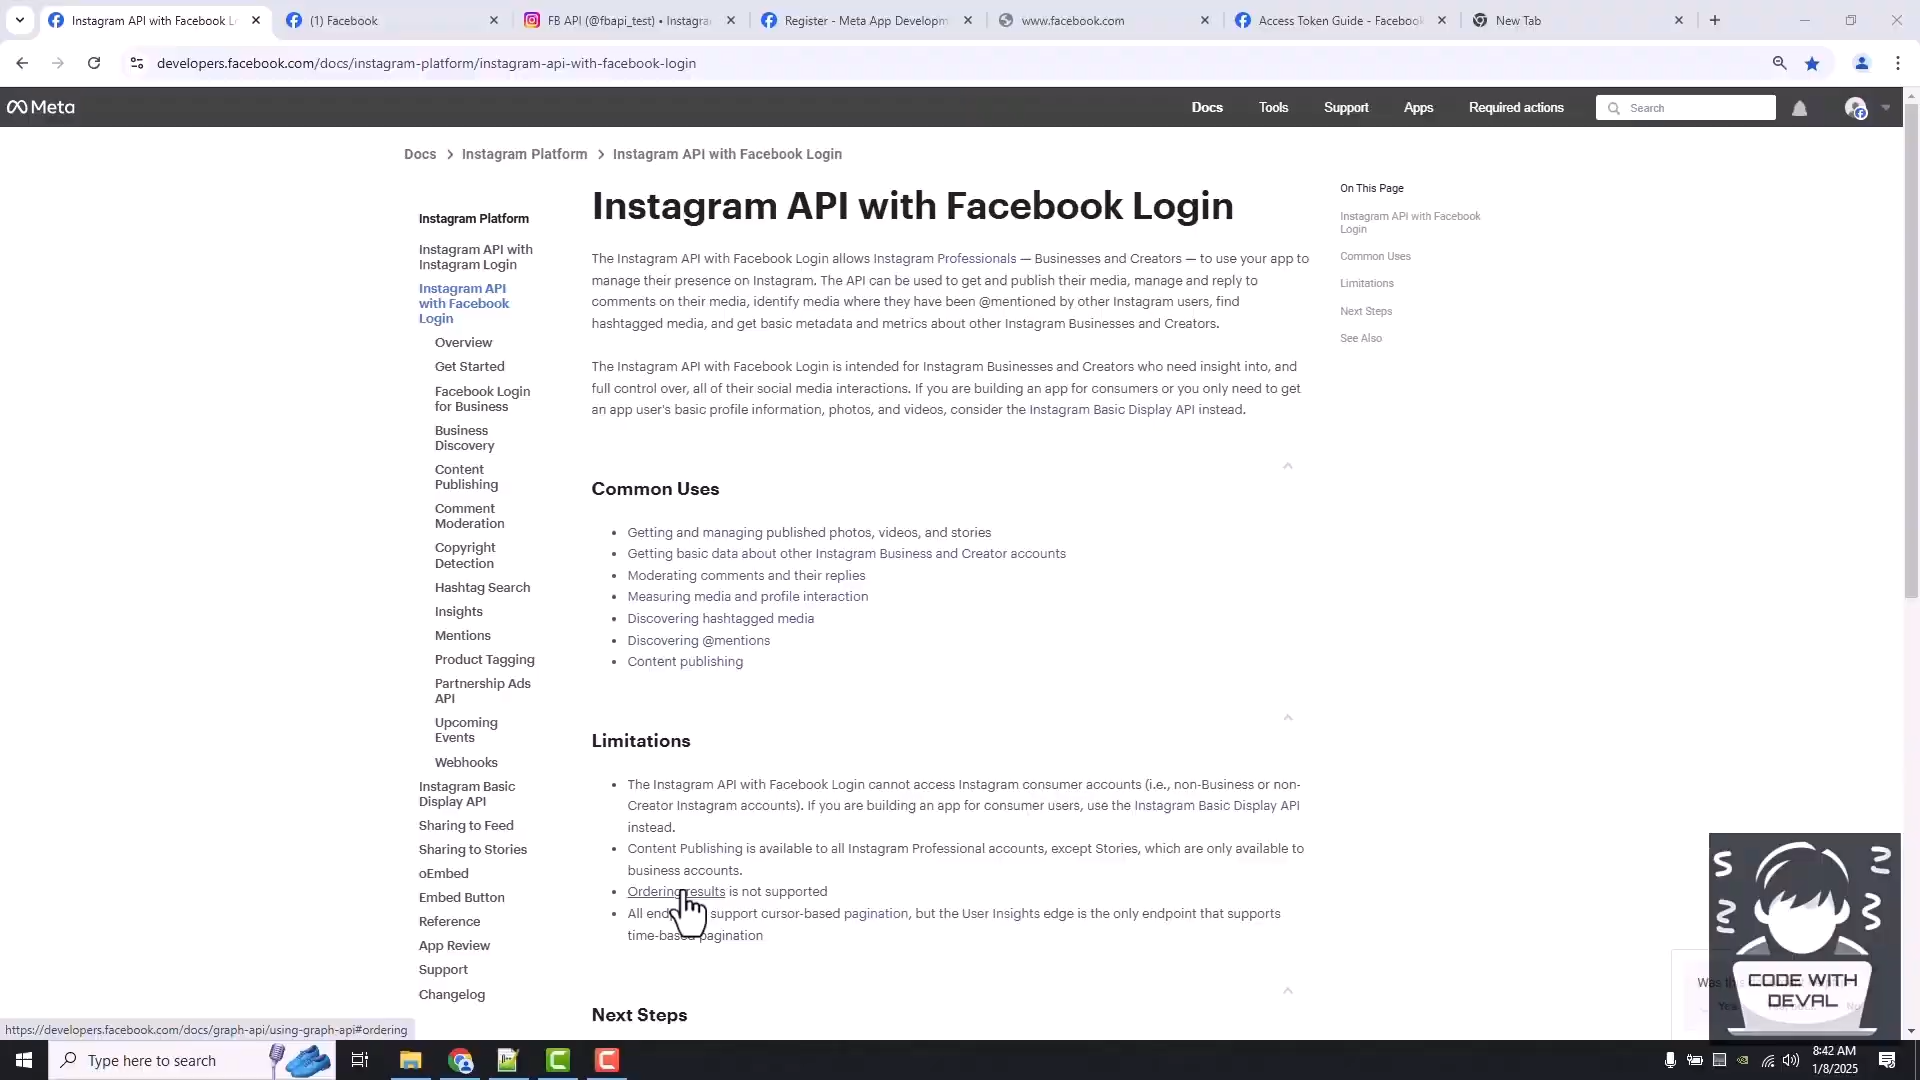 Instagram API with Facebook L
(1) Facebook
FB API (@fbapi_test) • Instagra
Register - Meta App Developm
www.facebook.com
Access Token Guide - Facebook
New Tab
developers.facebook.com/docs/instagram-platform/instagram-api-with-facebook-login
Meta
Docs
Tools
Support
Apps
Required actions
Search
Docs > Instagram Platform > Instagram API with Facebook Login
Instagram Platform
Instagram API with
Instagram Login
Instagram API
with Facebook
Login
Overview
Get Started
Facebook Login
for Business
Business
Discovery
Content
Publishing
Comment
Moderation
Copyright
Detection
Hashtag Search
Insights
Mentions
Product Tagging
Partnership Ads
API
Upcoming
Events
Webhooks
Instagram Basic
Display API
Sharing to Feed
Sharing to Stories
oEmbed
Embed Button
Reference
App Review
Support
Changelog
Instagram API with Facebook Login
The Instagram API with Facebook Login allows Instagram Professionals — Businesses and Creators — to use your app to
manage their presence on Instagram. The API can be used to get and publish their media, manage and reply to
comments on their media, identify media where they have been @mentioned by other Instagram users, find
hashtagged media, and get basic metadata and metrics about other Instagram Businesses and Creators.
The Instagram API with Facebook Login is intended for Instagram Businesses and Creators who need insight into, and
full control over, all of their social media interactions. If you are building an app for consumers or you only need to get
an app user's basic profile information, photos, and videos, consider the Instagram Basic Display API instead.
Common Uses
• Getting and managing published photos, videos, and stories
• Getting basic data about other Instagram Business and Creator accounts
• Moderating comments and their replies
• Measuring media and profile interaction
• Discovering hashtagged media
• Discovering @mentions
• Content publishing
Limitations
• The Instagram API with Facebook Login cannot access Instagram consumer accounts (i.e., non-Business or non-
Creator Instagram accounts). If you are building an app for consumer users, use the Instagram Basic Display API
instead.
• Content Publishing is available to all Instagram Professional accounts, except Stories, which are only available to
business accounts.
• Ordering results is not supported
• All end support cursor-based pagination, but the User Insights edge is the only endpoint that supports
time-based pagination
Next Steps
On This Page
Instagram API with Facebook
Login
Common Uses
Limitations
Next Steps
See Also
CODE WITH
DEVAL
https://developers.facebook.com/docs/graph-api/using-graph-api#ordering
Type here to search
8:42 AM
1/8/2025